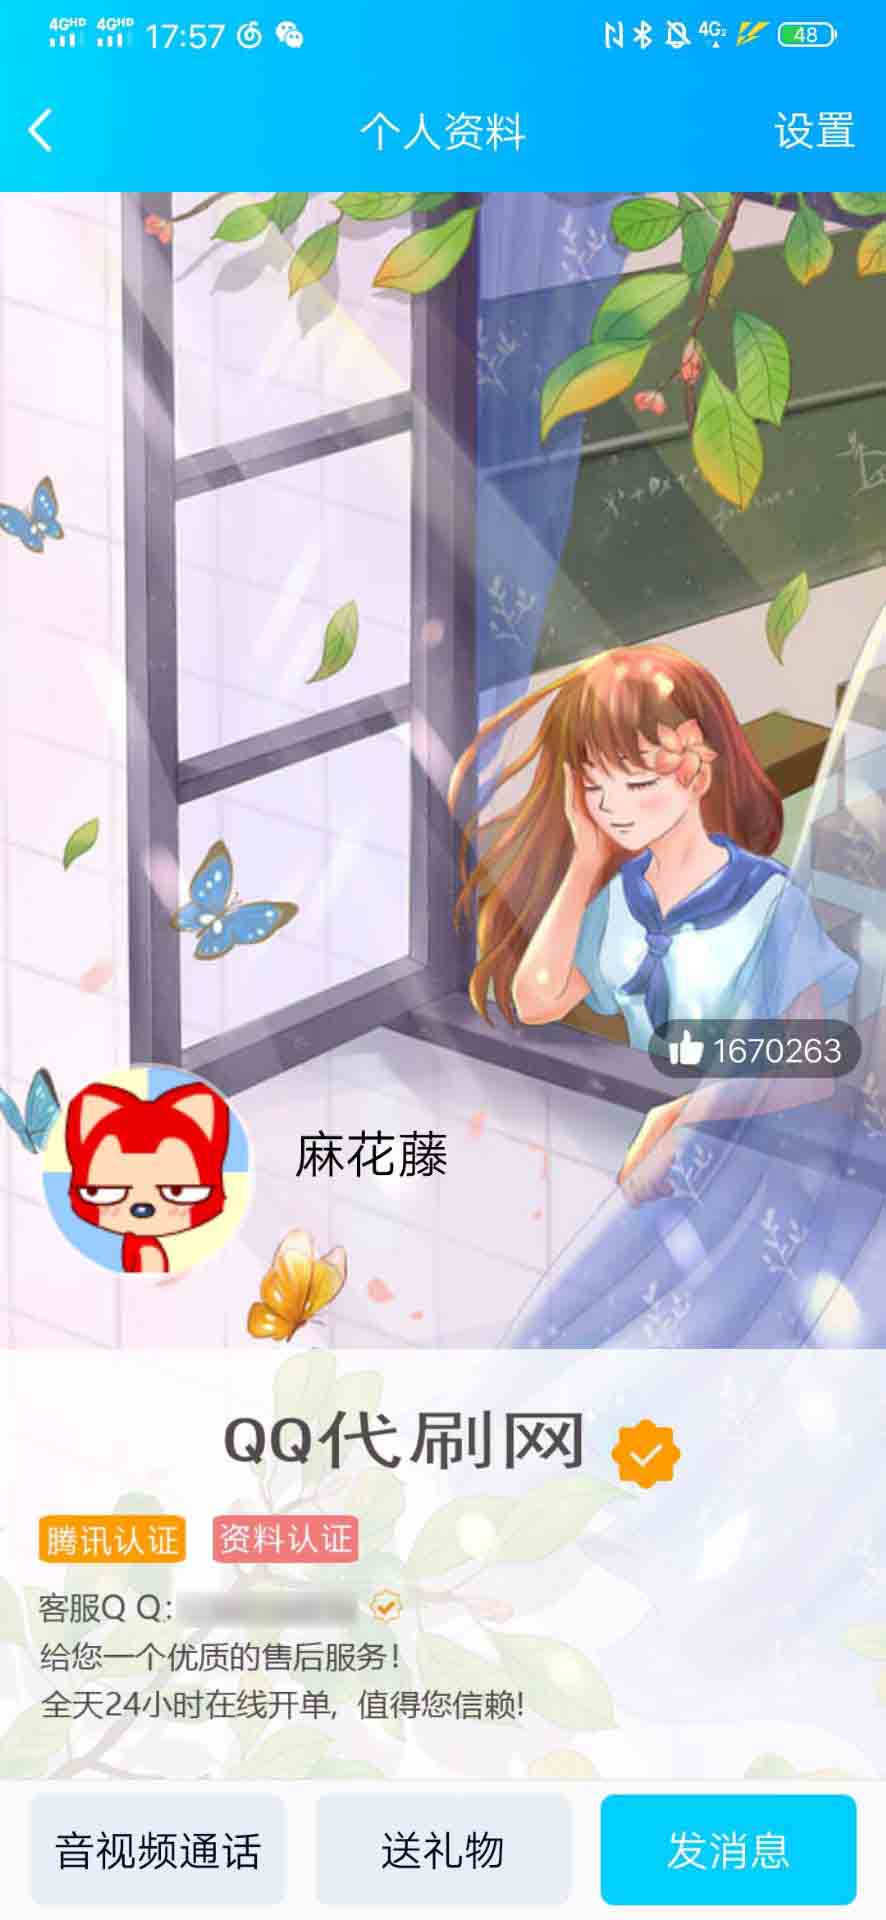 4GHD 4GHD 17:57 4G2 48
个人资料 设置
1670263
麻花藤
QQ代刷网
腾讯认证 资料认证
客服Q Q:
给您一个优质的售后服务!
全天24小时在线开单, 值得您信赖!
音视频通话 送礼物 发消息